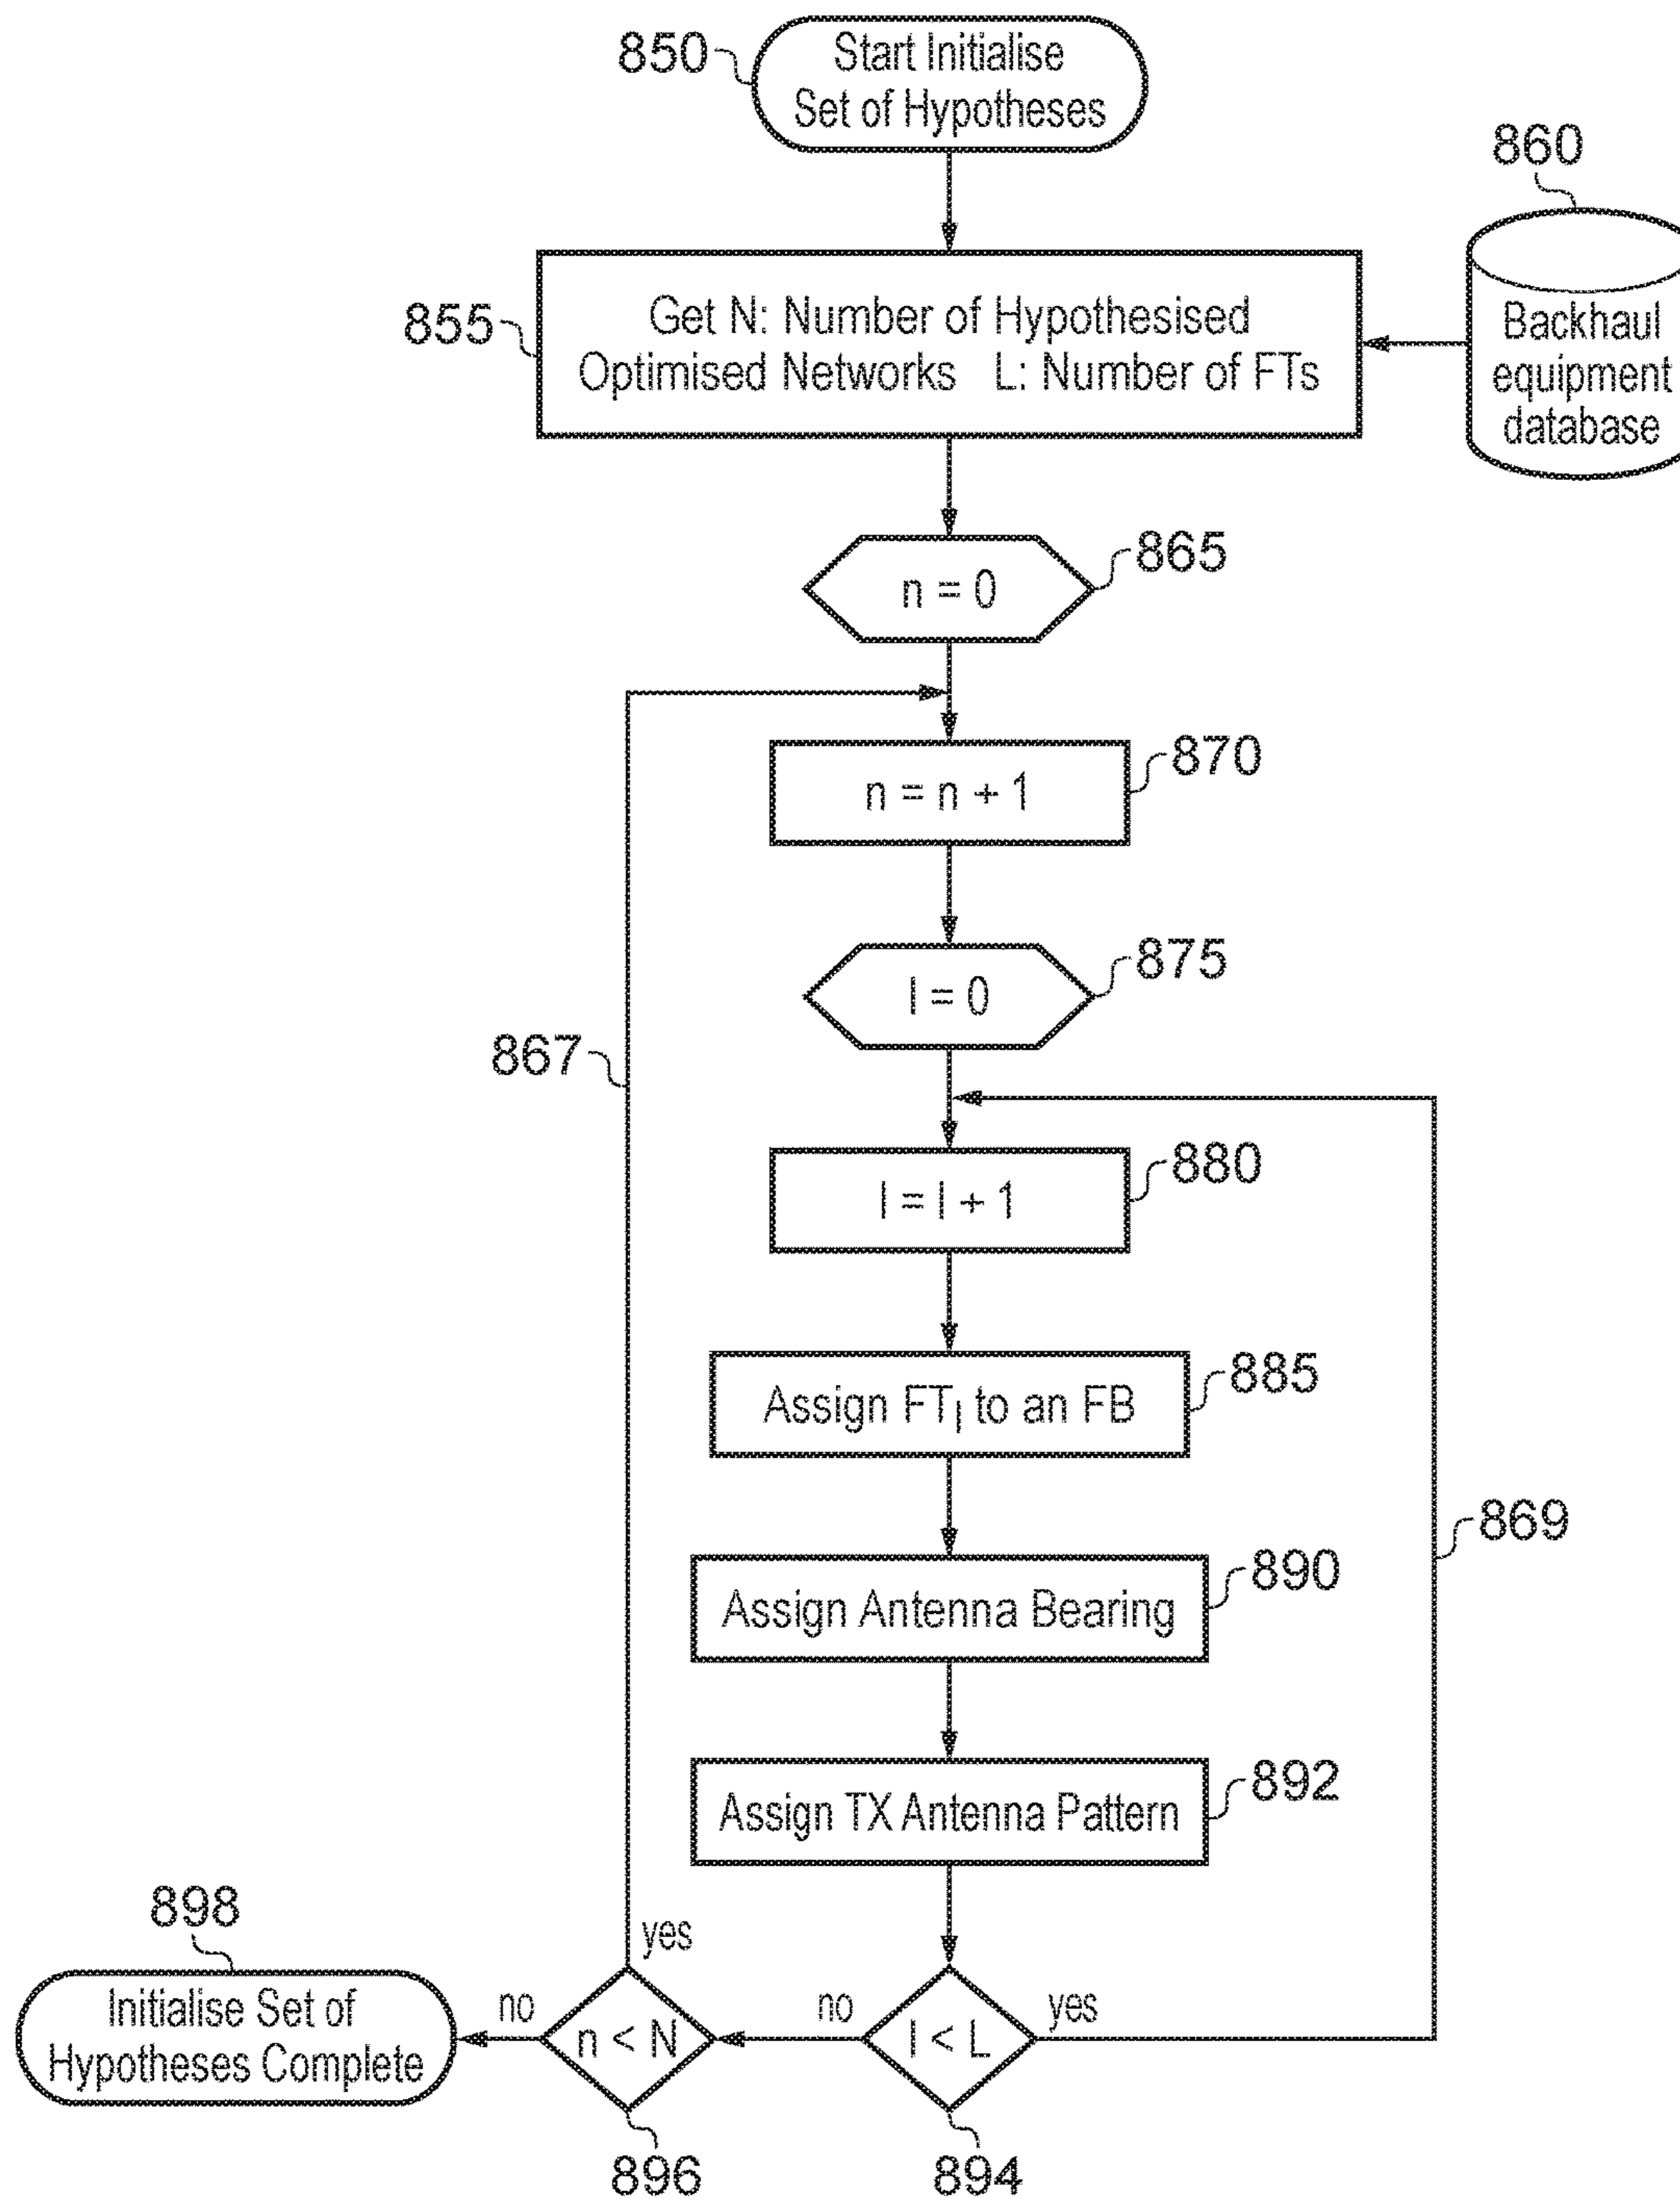 850
Start Initialise
Set of Hypotheses
860
855
Get N: Number of Hypothesised
Optimised Networks L: Number of FTs
Backhaul
equipment
database
n = 0
865
n = n + 1
870
l = 0
875
867
l = l + 1
880
Assign FTl to an FB
885
869
Assign Antenna Bearing
890
Assign TX Antenna Pattern
892
898
Initialise Set of
Hypotheses Complete
no
yes
n < N
896
no
l < L
yes
894